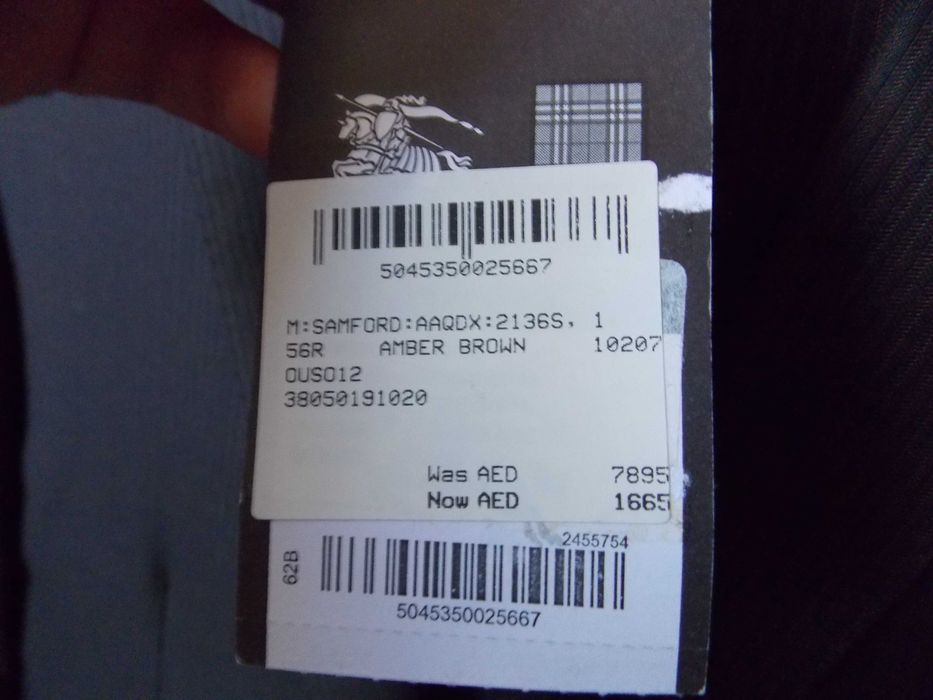 5045350025667
M:SAMFORD:AAQDX:2136S, 1
56R AMBER BROWN 10207
OUS012
38050191020
Was AED 7895
Now AED 1665
2455754
62B
5045350025667